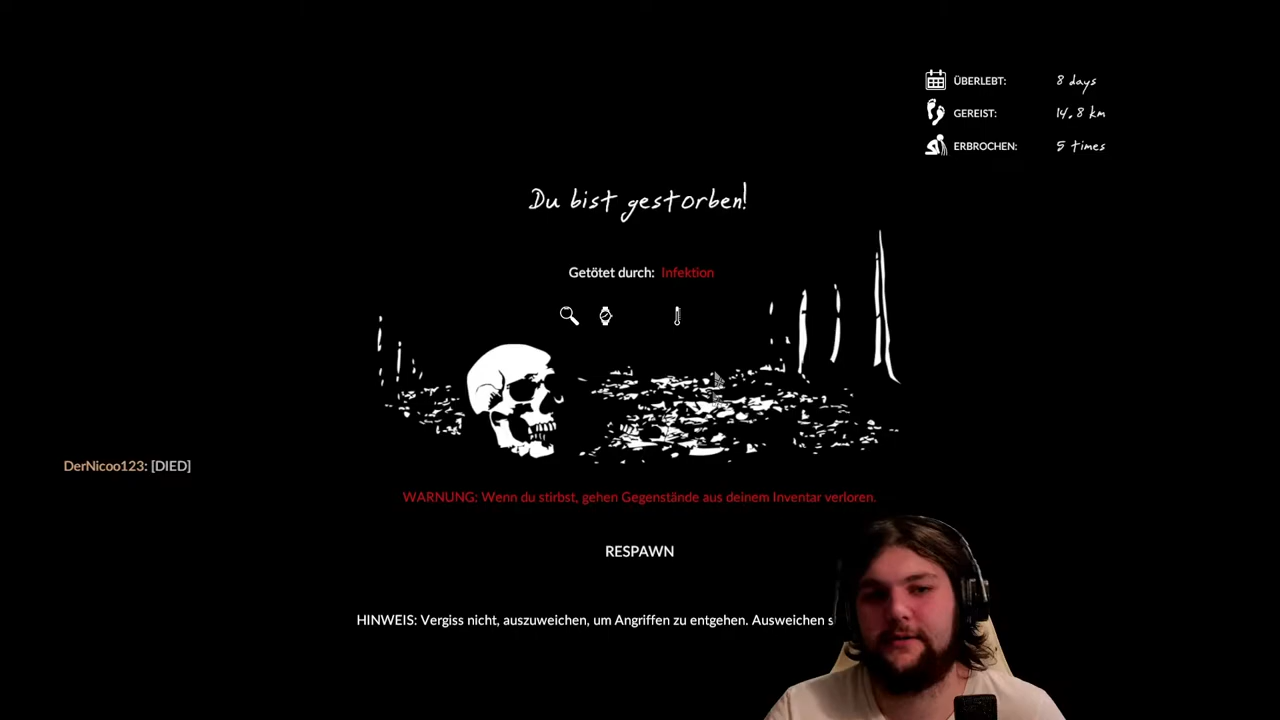 ÜBERLEBT: 8 days
GEREIST: 14.8 km
ERBROCHEN: 5 times
Du bist gestorben!
Getötet durch: Infektion
DerNicoo123: [DIED]
WARNUNG: Wenn du stirbst, gehen Gegenstände aus deinem Inventar verloren.
RESPAWN
HINWEIS: Vergiss nicht, auszuweichen, um Angriffen zu entgehen. Ausweichen s